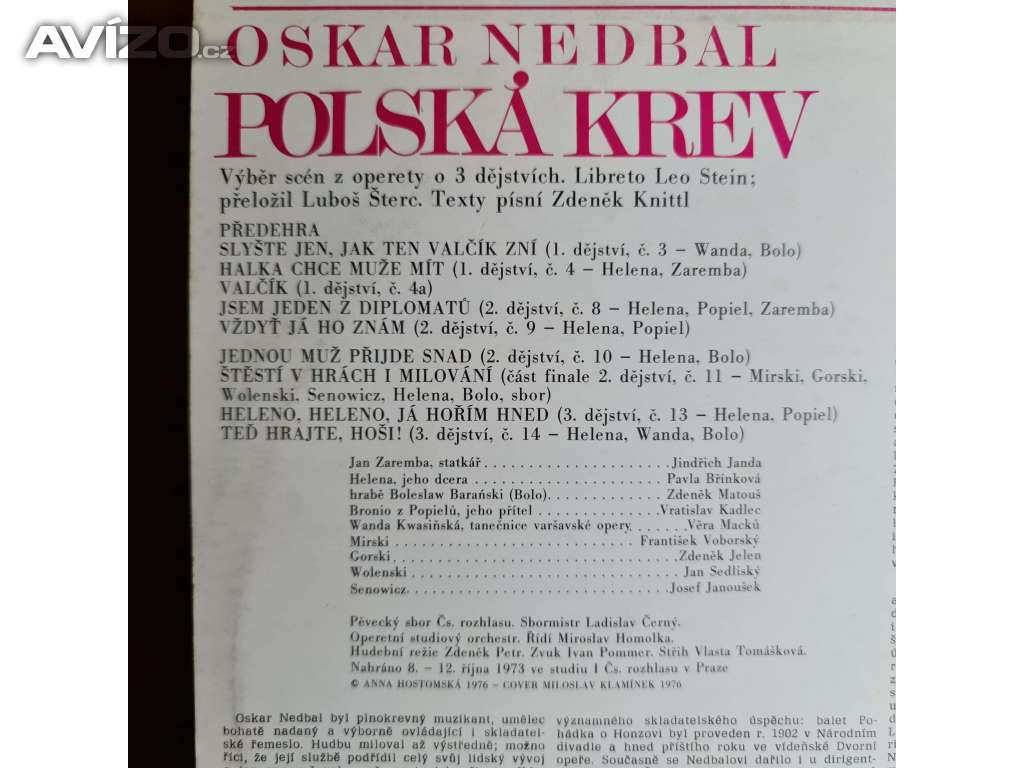 AVÍZO.cz
OSKAR NEDBAL
POLSKÁ KREV
Výběr scén z operety o 3 dějstvích. Libreto Leo Stein;
přeložil Luboš Šterc. Texty písní Zdeněk Knittl
PŘEDEHRA
SLYŠTE JEN, JAK TEN VALČÍK ZNÍ (1. dějství, č. 3 – Wanda, Bolo)
HALKA CHCE MUŽE MÍT (1. dějství, č. 4 – Helena, Zaremba)
VALČÍK (1. dějství, č. 4a)
JSEM JEDEN Z DIPLOMATŮ (2. dějství, č. 8 – Helena, Popiel, Zaremba)
VŽDYŤ JÁ HO ZNÁM (2. dějství, č. 9 – Helena, Popiel)
JEDNOU MUŽ PŘIJDE SNAD (2. dějství, č. 10 – Helena, Bolo)
ŠTĚSTÍ V HRÁCH I MILOVÁNÍ (část finale 2. dějství, č. 11 – Mirski, Gorski,
Wolenski, Senowicz, Helena, Bolo, sbor)
HELENO, HELENO, JÁ HOŘÍM HNED (3. dějství, č. 13 – Helena, Popiel)
TEĎ HRAJTE, HOŠI! (3. dějství, č. 14 – Helena, Wanda, Bolo)
Jan Zaremba, statkář . . . . . . . . . . . . . . . . . . . . . Jindřich Janda
Helena, jeho dcera . . . . . . . . . . . . . . . . . . . . . Pavla Břínková
hrabě Boleslaw Barański (Bolo) . . . . . . . . . . . . . Zdeněk Matouš
Bronio z Popielů, jeho přítel . . . . . . . . . . . . . . Vratislav Kadlec
Wanda Kwasińská, tanečnice varšavské opery . . . . . . Věra Macků
Mirski . . . . . . . . . . . . . . . . . . . . . . . . . . . František Voborský
Gorski . . . . . . . . . . . . . . . . . . . . . . . . . . . . . . Zdeněk Jelen
Wolenski . . . . . . . . . . . . . . . . . . . . . . . . . . . . . Jan Sedliský
Senowicz . . . . . . . . . . . . . . . . . . . . . . . . . . . . Josef Janoušek
Pěvecký sbor Čs. rozhlasu. Sbormistr Ladislav Černý.
Operetní studiový orchestr. Řídí Miroslav Homolka.
Hudební režie Zdeněk Petr. Zvuk Ivan Pommer. Střih Vlasta Tomášková.
Nahráno 8. – 12. října 1973 ve studiu I Čs. rozhlasu v Praze
© ANNA HOSTOMSKÁ 1976 – COVER MILOSLAV KLAMÍNEK 1976
Oskar Nedbal byl plnokrevný muzikant, umělec
bohatě nadaný a výborně ovládající i skladatel-
ské řemeslo. Hudbu miloval až výstředně; možno
říci, že její službě podřídil celý svůj lidský vývoj
významného skladatelského úspěchu: balet Po-
hádka o Honzovi byl proveden r. 1902 v Národním
divadle a hned příštího roku ve vídeňské Dvorní
opeře. Současně se Nedbalovi dařilo i u dirigent-